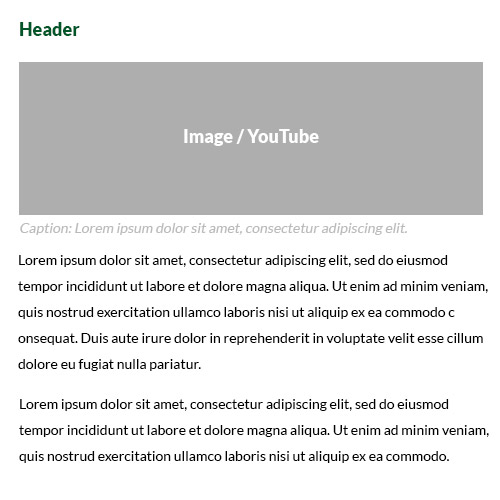 Header
Image / YouTube
Caption: Lorem ipsum dolor sit amet, consectetur adipiscing elit.
Lorem ipsum dolor sit amet, consectetur adipiscing elit, sed do eiusmod
tempor incididunt ut labore et dolore magna aliqua. Ut enim ad minim veniam,
quis nostrud exercitation ullamco laboris nisi ut aliquip ex ea commodo c
onsequat. Duis aute irure dolor in reprehenderit in voluptate velit esse cillum
dolore eu fugiat nulla pariatur.
Lorem ipsum dolor sit amet, consectetur adipiscing elit, sed do eiusmod
tempor incididunt ut labore et dolore magna aliqua. Ut enim ad minim veniam,
quis nostrud exercitation ullamco laboris nisi ut aliquip ex ea commodo.